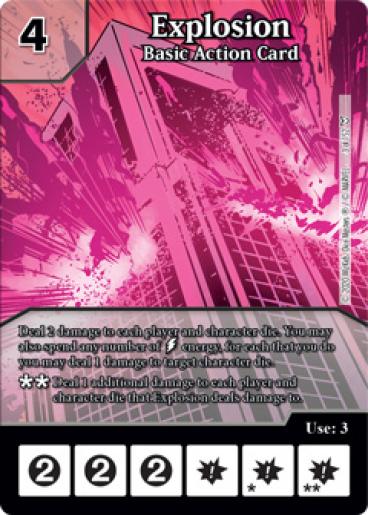 4
Explosion
Basic Action Card
Deal 2 damage to each player and character die. You may
also spend any number of energy, for each that you do
you may deal 1 damage to target character die.
** Deal 1 additional damage to each player and
character die that Explosion deals damage to.
Use: 3
2 2 2 ! ! !
* **